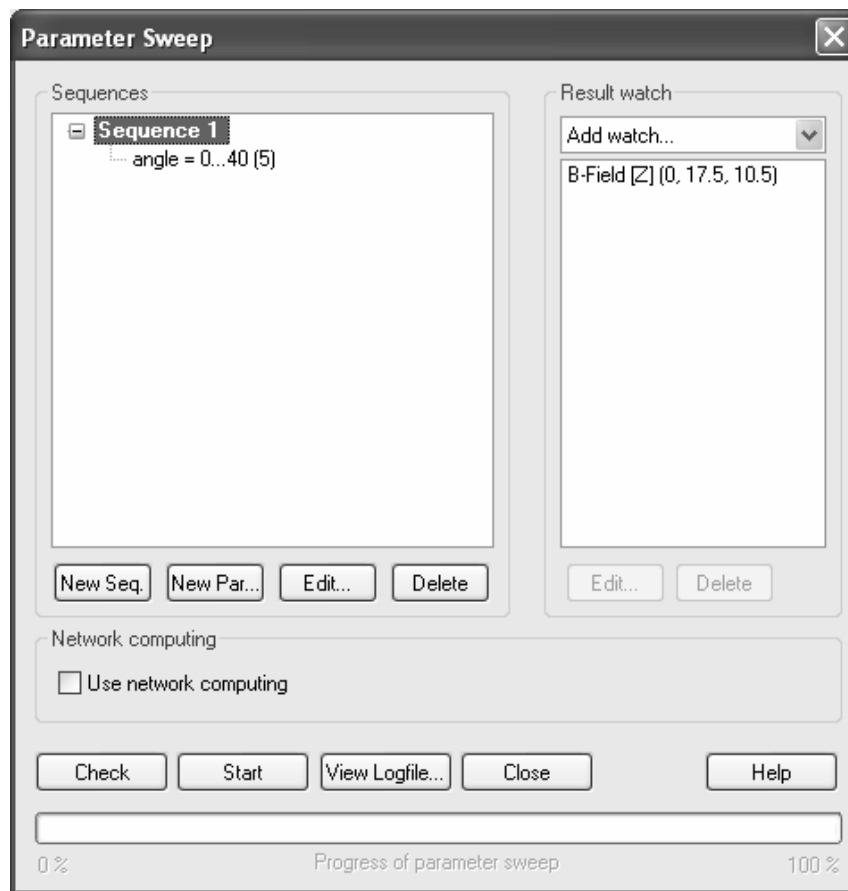 Parameter Sweep
Sequences
Sequence 1
angle = 0...40 (5)
New Seq.
New Par...
Edit...
Delete
Result watch
Add watch...
B-Field [Z] (0, 17.5, 10.5)
Edit...
Delete
Network computing
Use network computing
Check
Start
View Logfile...
Close
Help
0 %
Progress of parameter sweep
100 %